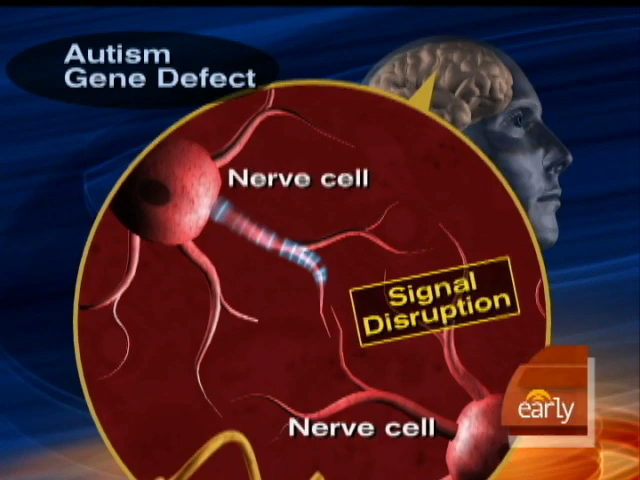 Autism
Gene Defect
Nerve cell
Signal
Disruption
Nerve cell
early